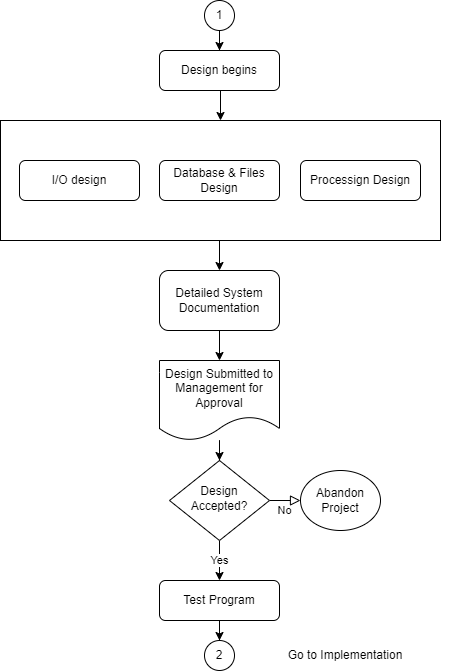 1
Design begins
I/O design
Database & Files
Design
Processign Design
Detailed System
Documentation
Design Submitted to
Management for
Approval
Design
Accepted?
No
Abandon
Project
Yes
Test Program
2
Go to Implementation